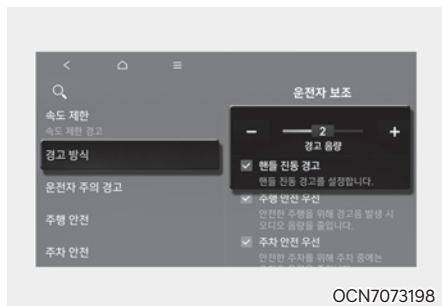 운전자 보조
속도 제한
속도 제한 경고
경고 방식
운전자 주의 경고
주행 안전
주차 안전
2
경고 음량
핸들 진동 경고
핸들 진동 경고를 설정합니다.
주행 안전 우선
안전한 주행을 위해 경고음 발생 시
오디오 음량을 줄입니다.
주차 안전 우선
안전한 주차를 위해 주차 중에는
OCN7073198